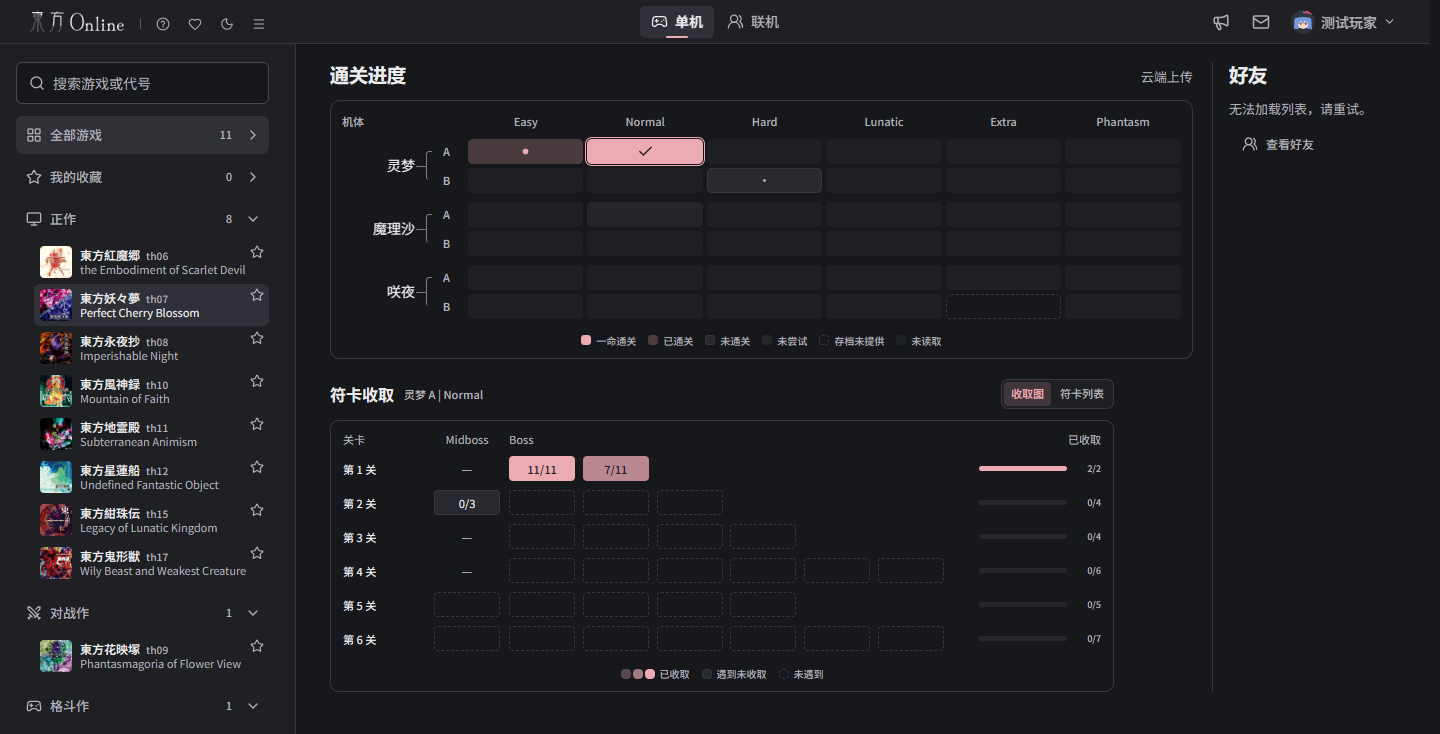 東方Online
单机
联机
测试玩家
搜索游戏或代号
全部游戏 11
我的收藏 0
正作 8
東方紅魔郷 th06
the Embodiment of Scarlet Devil
東方妖々夢 th07
Perfect Cherry Blossom
東方永夜抄 th08
Imperishable Night
東方風神録 th10
Mountain of Faith
東方地霊殿 th11
Subterranean Animism
東方星蓮船 th12
Undefined Fantastic Object
東方紺珠伝 th15
Legacy of Lunatic Kingdom
東方鬼形獣 th17
Wily Beast and Weakest Creature
对战作 1
東方花映塚 th09
Phantasmagoria of Flower View
格斗作 1
通关进度
云端上传
机体 Easy Normal Hard Lunatic Extra Phantasm
灵梦
A
B
魔理沙
A
B
咲夜
A
B
一命通关 已通关 未通关 未尝试 存档未提供 未读取
符卡收取 灵梦 A | Normal
收取图 符卡列表
关卡 Midboss Boss 已收取
第 1 关 — 11/11 7/11 2/2
第 2 关 0/3 0/4
第 3 关 — 0/4
第 4 关 — 0/6
第 5 关 0/5
第 6 关 0/7
已收取 遇到未收取 未遇到
好友
无法加载列表，请重试。
查看好友